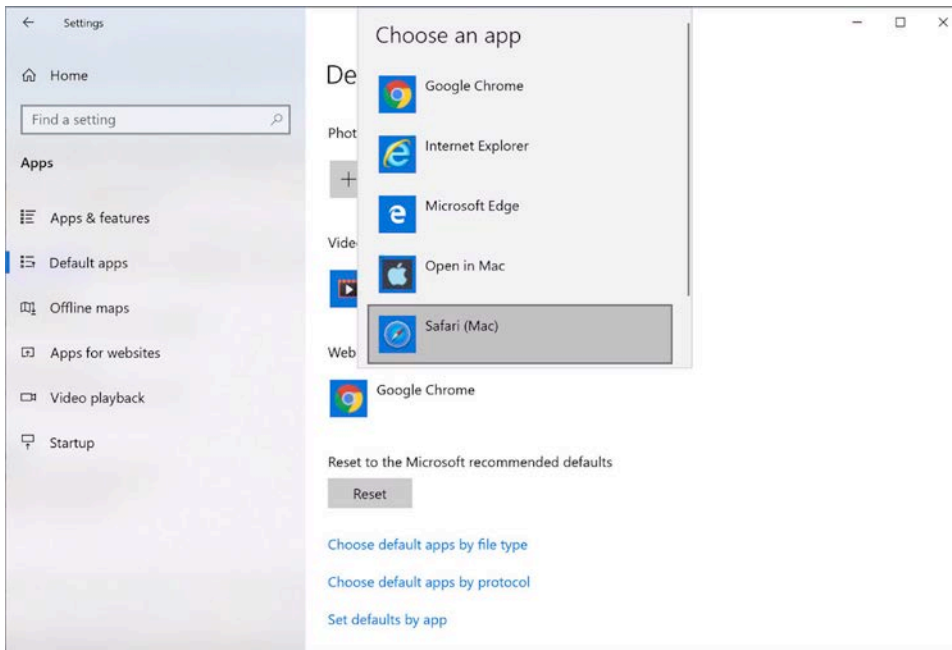 Settings
Home
Find a setting
Apps
Apps & features
Default apps
Offline maps
Apps for websites
Video playback
Startup
De
Phot
Vide
Web
Choose an app
Google Chrome
Internet Explorer
Microsoft Edge
Open in Mac
Safari (Mac)
Google Chrome
Reset to the Microsoft recommended defaults
Reset
Choose default apps by file type
Choose default apps by protocol
Set defaults by app